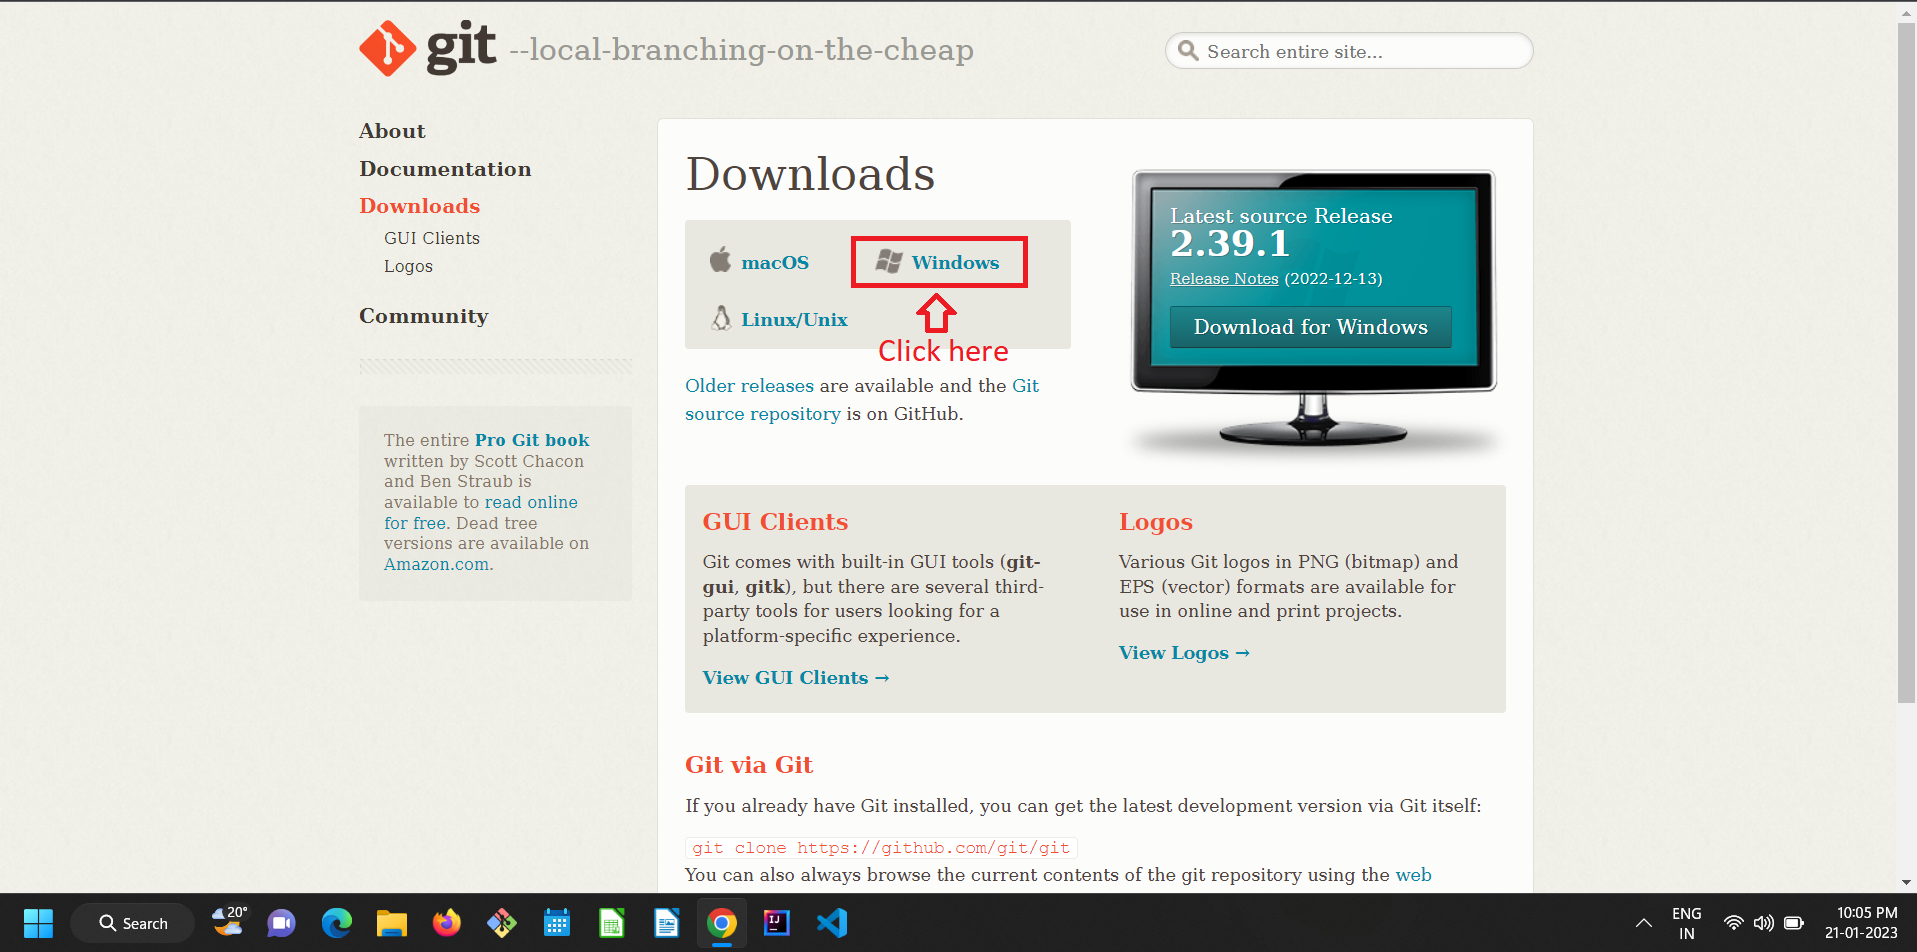 git --local-branching-on-the-cheap
Search entire site...
About
Documentation
Downloads
GUI Clients
Logos
Community
The entire Pro Git book
written by Scott Chacon
and Ben Straub is
available to read online
for free. Dead tree
versions are available on
Amazon.com.
Downloads
macOS
Windows
Linux/Unix
Click here
Older releases are available and the Git
source repository is on GitHub.
Latest source Release
2.39.1
Release Notes (2022-12-13)
Download for Windows
GUI Clients
Git comes with built-in GUI tools (git-
gui, gitk), but there are several third-
party tools for users looking for a
platform-specific experience.
View GUI Clients →
Logos
Various Git logos in PNG (bitmap) and
EPS (vector) formats are available for
use in online and print projects.
View Logos →
Git via Git
If you already have Git installed, you can get the latest development version via Git itself:
git clone https://github.com/git/git
You can also always browse the current contents of the git repository using the web
Search
20°
IJ
ENG
IN
10:05 PM
21-01-2023